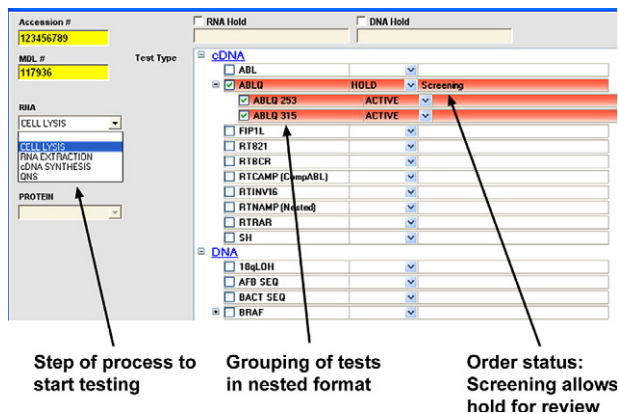 Accession #
RNA Hold
DNA Hold
123456789
MDL #
Test Type
117936
cDNA
ABL
ABLQ HOLD Screening
ABLQ 253 ACTIVE
ABLQ 315 ACTIVE
FIP1L
RT821
RTBCR
RTCAMP (CompABL)
RTINV16
RTNAMP (Nested)
RTRAR
SH
DNA
10qLOH
AFB SEQ
BACT SEQ
BRAF
RNA
CELL LYSIS
CELL LYSIS
RNA EXTRACTION
cDNA SYNTHESIS
QNS
PROTEIN
Step of process to
start testing
Grouping of tests
in nested format
Order status:
Screening allows
hold for review